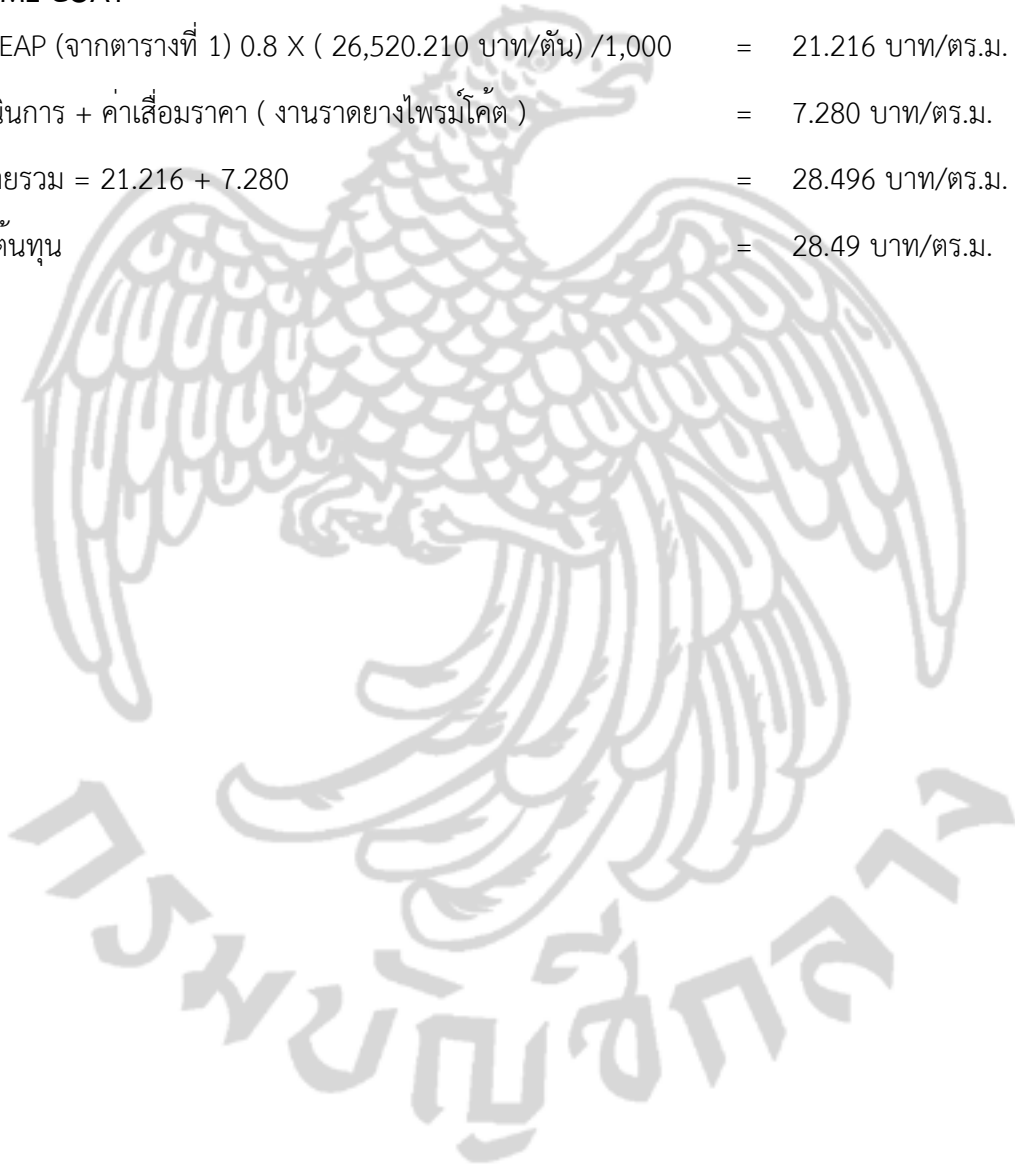 EAP (จากตารางที่ 1) 0.8 X ( 26,520.210 บาท/ตัน) /1,000 = 21.216 บาท/ตร.ม.
นินการ + ค่าเสื่อมราคา ( งานราดยางไพรม์โค้ต ) = 7.280 บาท/ตร.ม.
ายรวม = 21.216 + 7.280 = 28.496 บาท/ตร.ม.
ต้นทุน = 28.49 บาท/ตร.ม.
กรมบัญชีกลาง